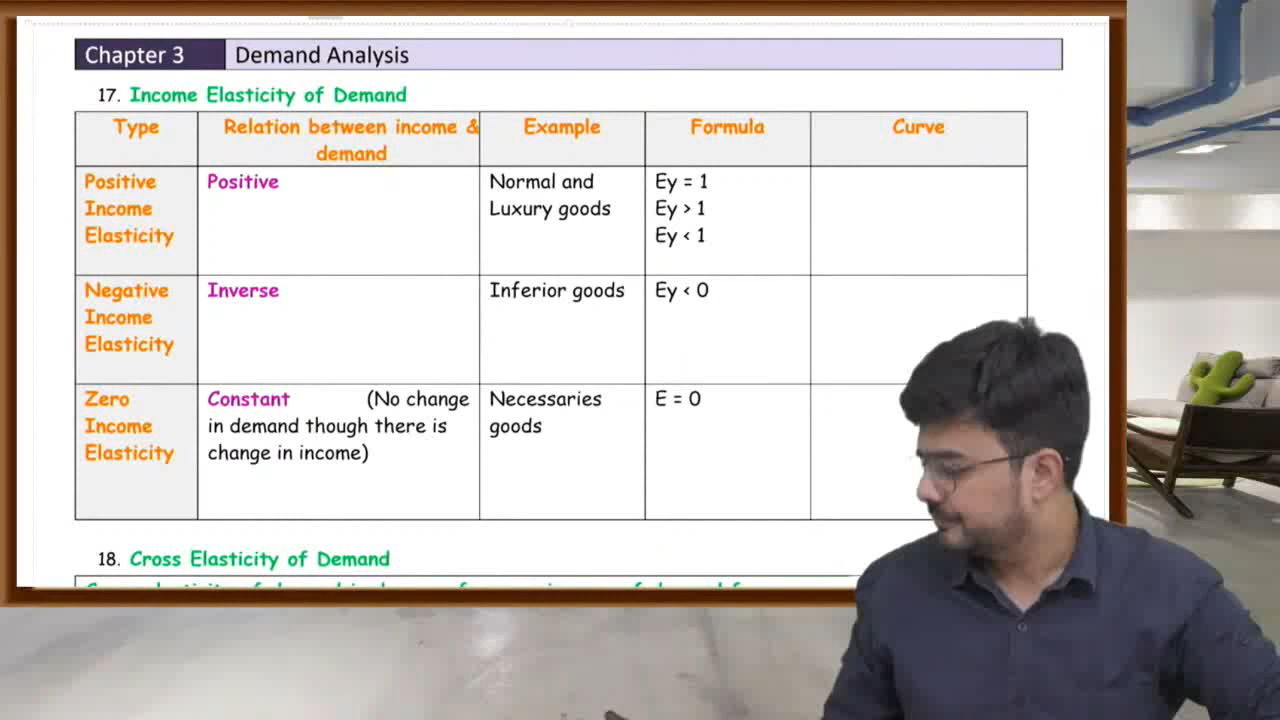 Chapter 3 Demand Analysis
17. Income Elasticity of Demand
Type Relation between income & demand Example Formula Curve
Positive Income Elasticity
Positive
Normal and Luxury goods
Ey = 1
Ey > 1
Ey < 1
Negative Income Elasticity
Inverse
Inferior goods
Ey < 0
Zero Income Elasticity
Constant (No change
in demand though there is
change in income)
Necessaries goods
E = 0
18. Cross Elasticity of Demand